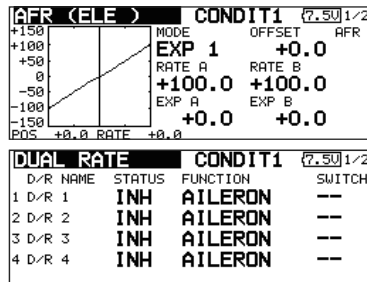 AFR (ELE ) CONDIT1 7.5V 1/2
MODE OFFSET AFR
EXP 1 +0.0
RATE A RATE B
+100.0 +100.0
EXP A EXP B
+0.0 +0.0
+150
+100
+50
0
-50
-100
-150
POS +0.0 RATE +0.0
DUAL RATE CONDIT1 7.5V 1/2
D/R NAME STATUS FUNCTION SWITCH
1 D/R 1 INH AILERON --
2 D/R 2 INH AILERON --
3 D/R 3 INH AILERON --
4 D/R 4 INH AILERON --